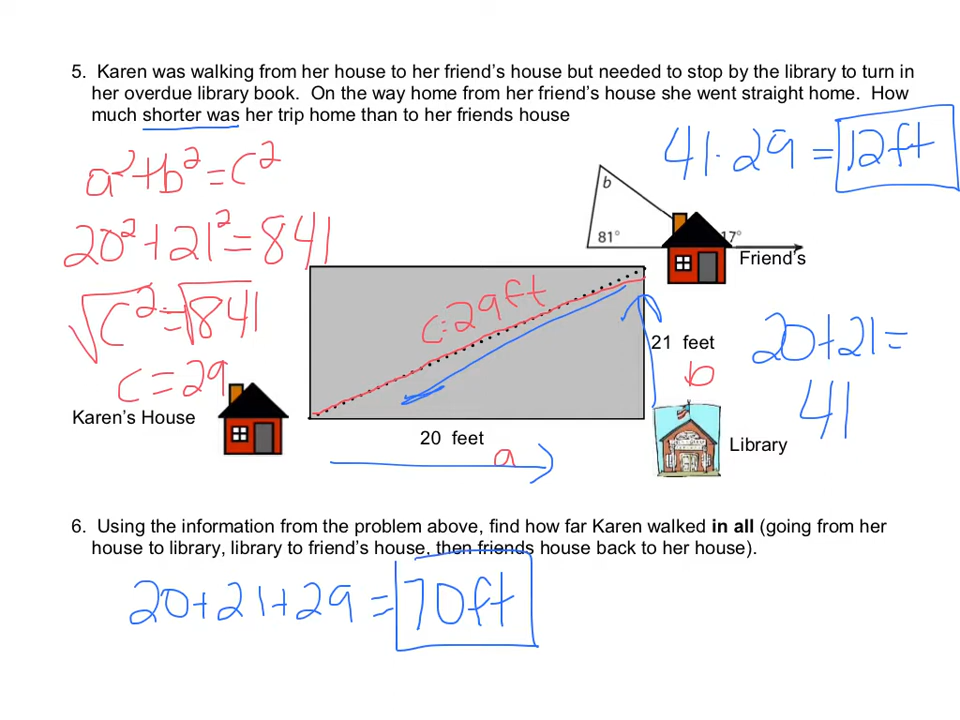 5. Karen was walking from her house to her friend's house but needed to stop by the library to turn in
her overdue library book. On the way home from her friend's house she went straight home. How
much shorter was her trip home than to her friends house
41-29 = 12ft
a²+b²=c²
b
20²+21²=841
81°
17°
Friend's
√c²=√841
c=29ft
20+21=
21 feet
b
c=29
41
Karen's House
20 feet
Library
a
6. Using the information from the problem above, find how far Karen walked in all (going from her
house to library, library to friend's house, then friends house back to her house).
20+21+29=70ft